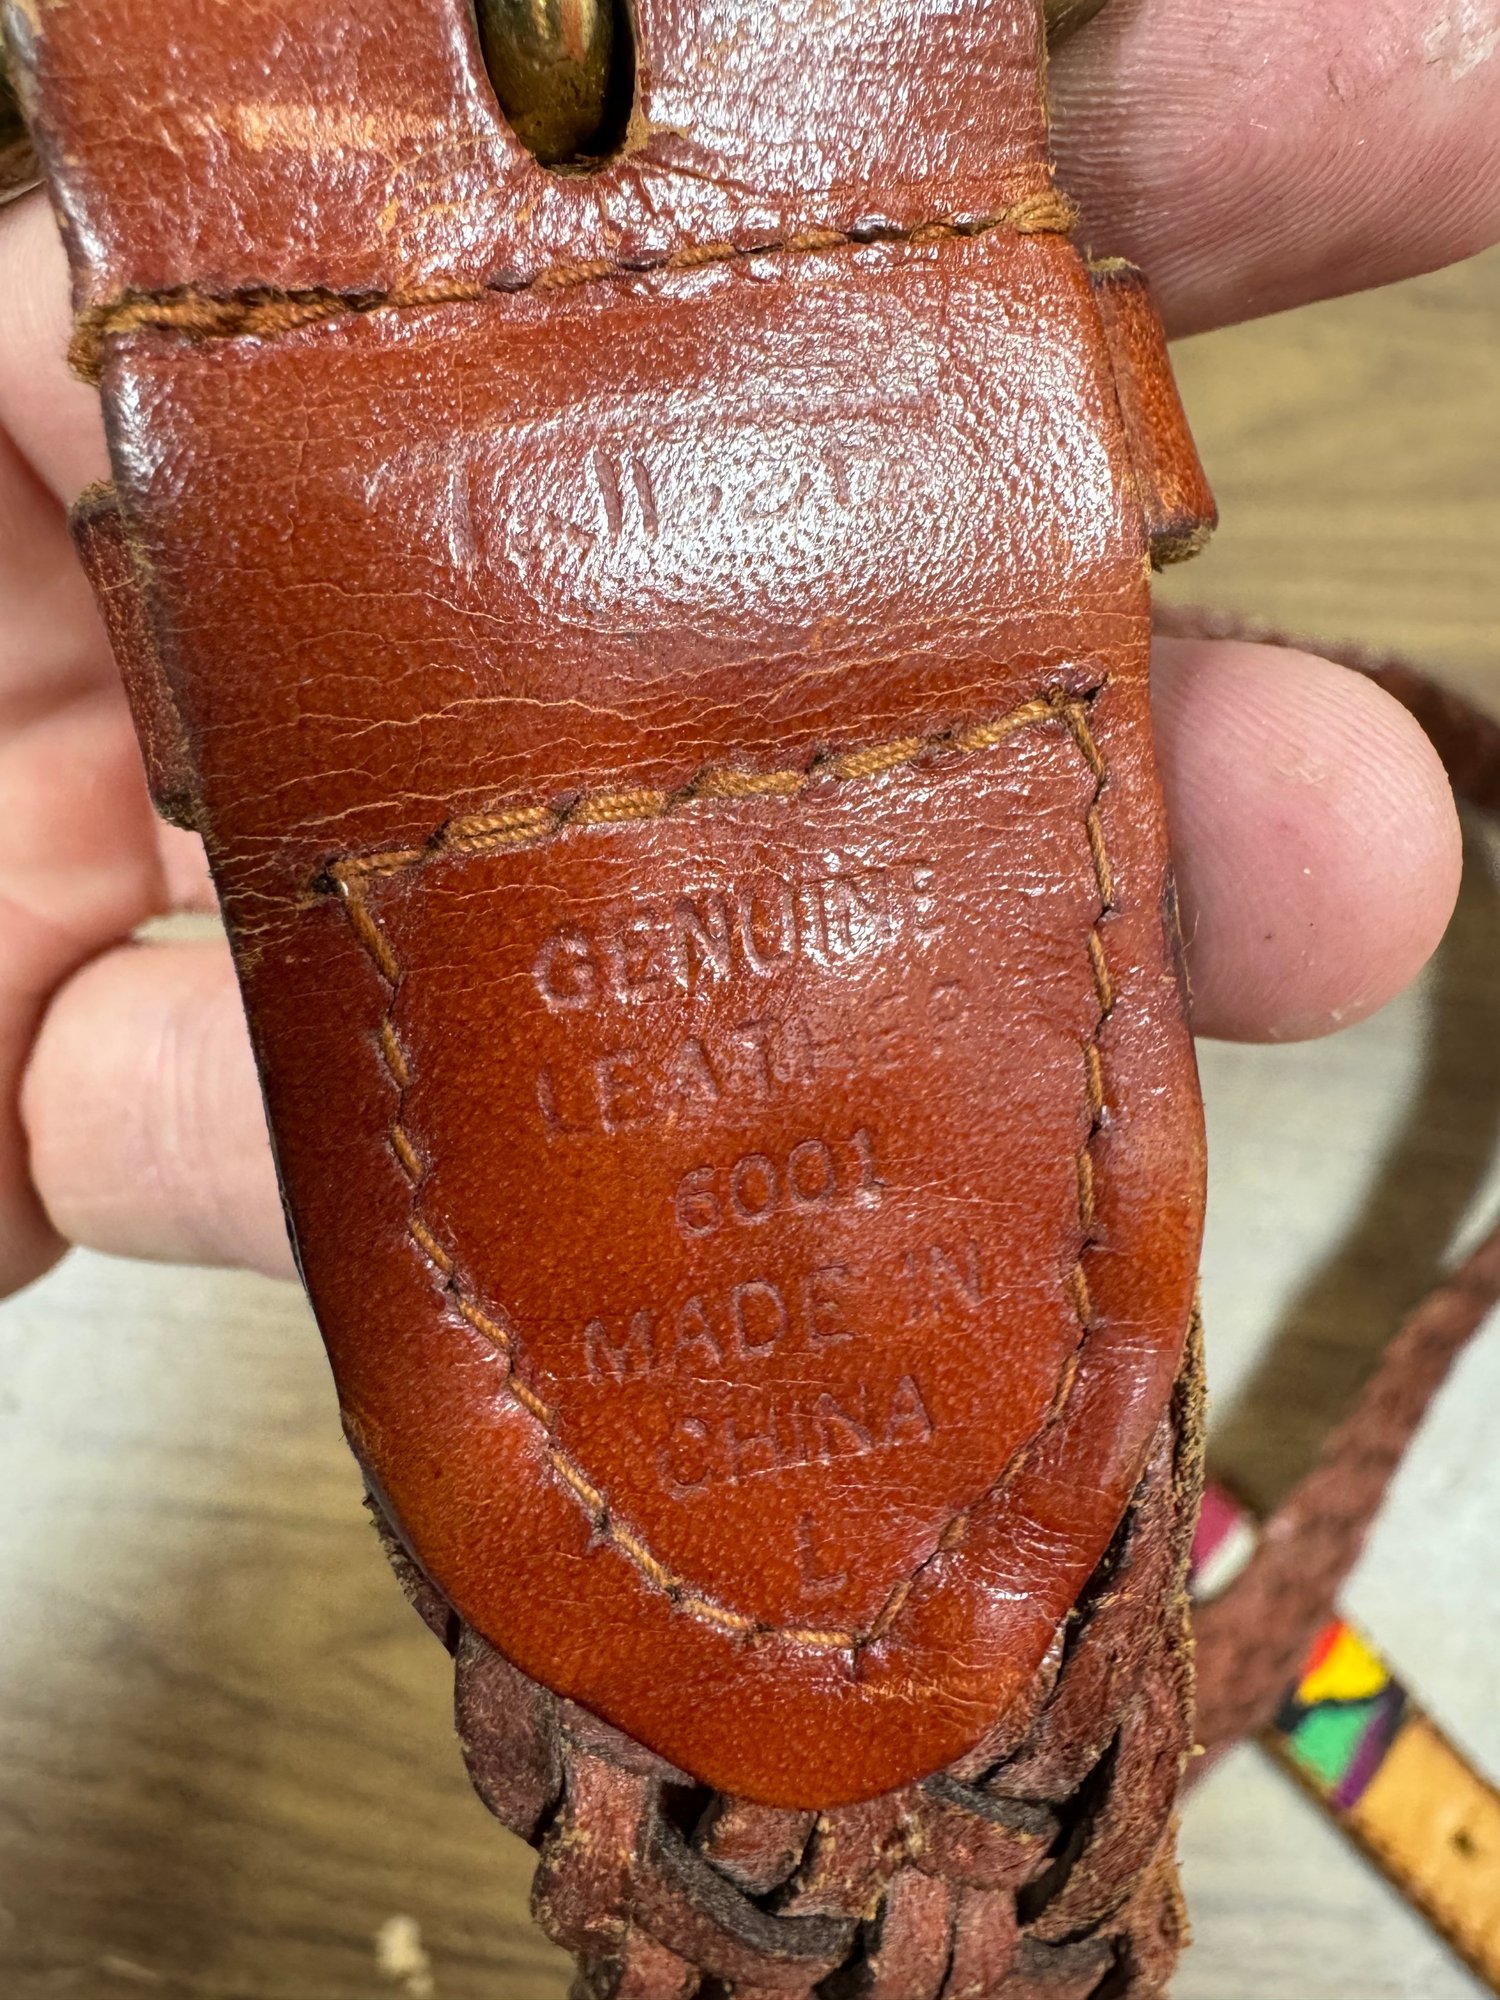 GENUINE
LEATHER
6001
MADE IN
CHINA
L